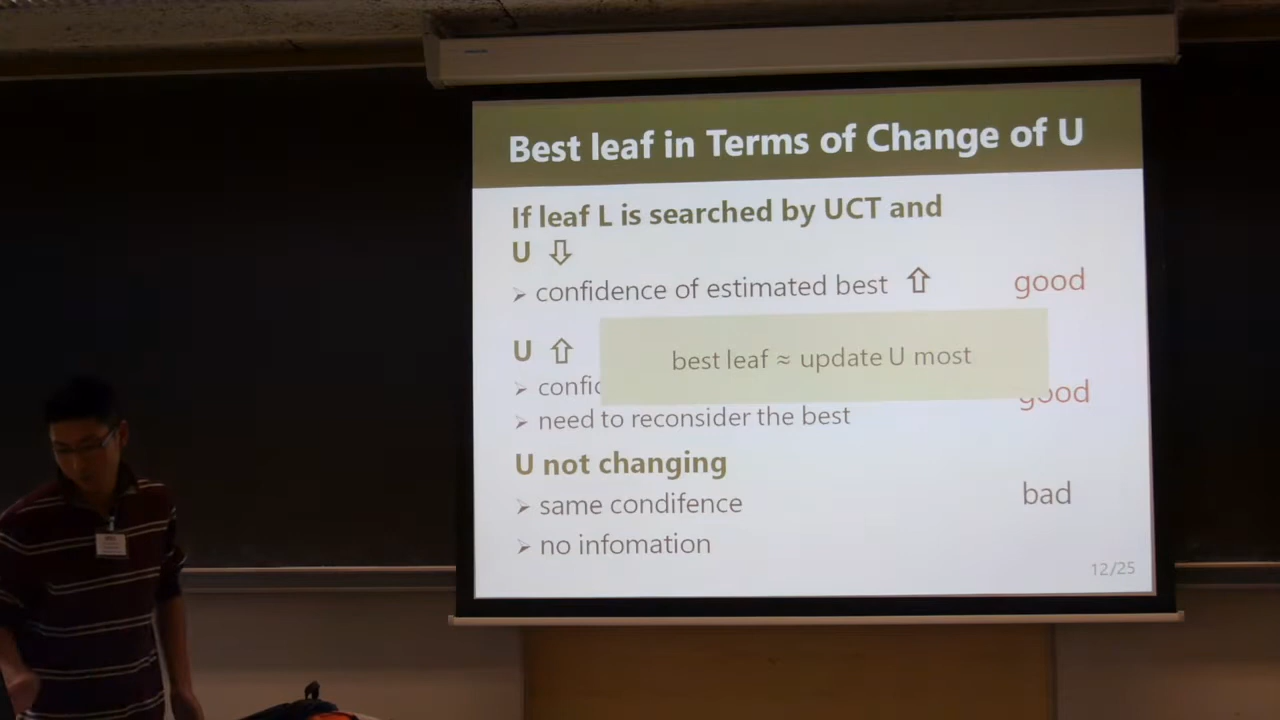 Best leaf in Terms of Change of U
If leaf L is searched by UCT and
U ⇩
➢ confidence of estimated best ⇧ good
U ⇧
best leaf ≈ update U most
➢ confic
good
➢ need to reconsider the best
U not changing
➢ same condifence
bad
➢ no infomation
12/25